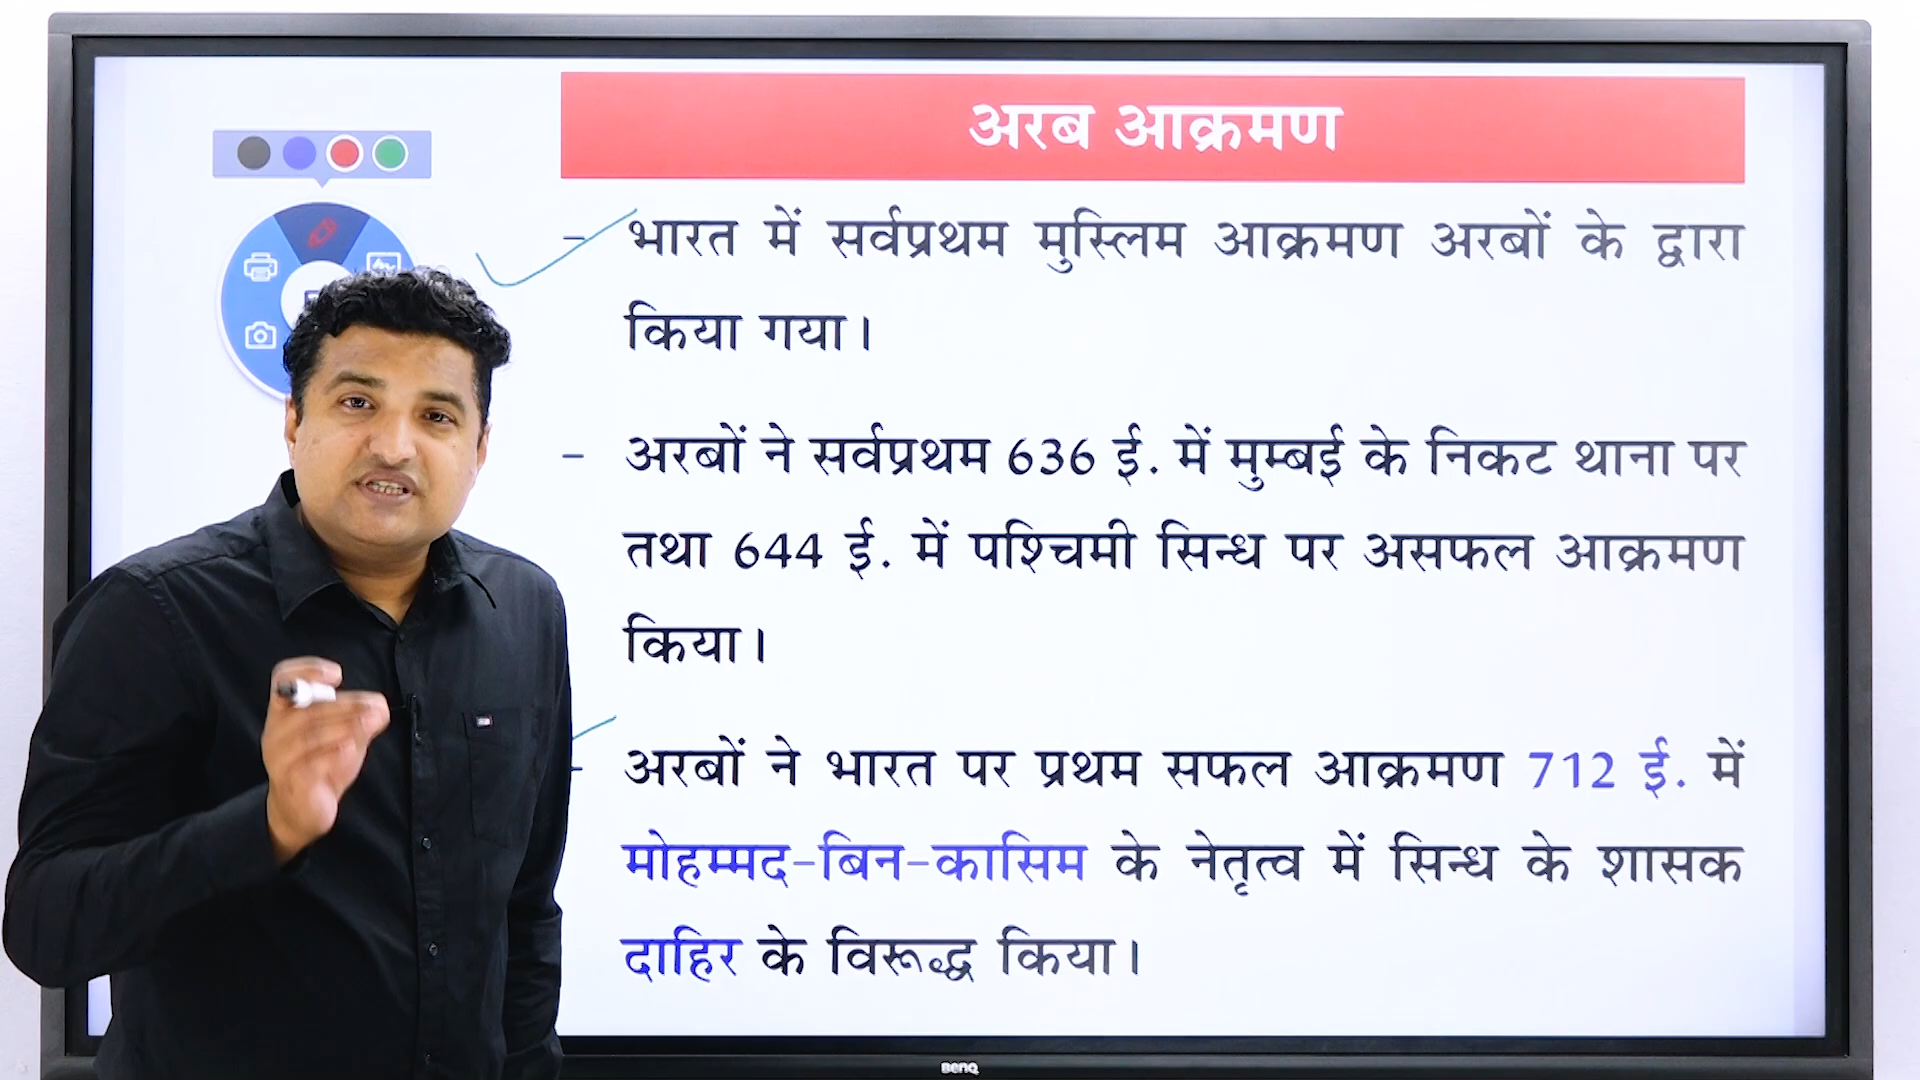 अरब आक्रमण
- भारत में सर्वप्रथम मुस्लिम आक्रमण अरबों के द्वारा
किया गया।
- अरबों ने सर्वप्रथम 636 ई. में मुम्बई के निकट थाना पर
तथा 644 ई. में पश्चिमी सिन्ध पर असफल आक्रमण
किया।
- अरबों ने भारत पर प्रथम सफल आक्रमण 712 ई. में
मोहम्मद-बिन-कासिम के नेतृत्व में सिन्ध के शासक
दाहिर के विरूद्ध किया।
BenQ